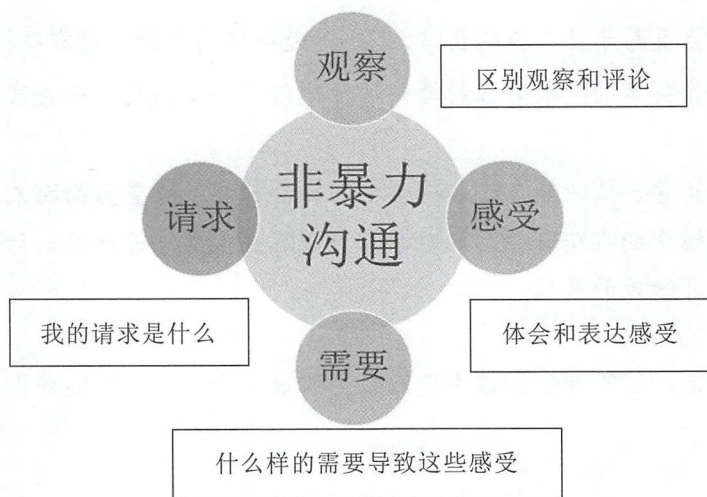 观察
区别观察和评论
非暴力
沟通
请求
感受
我的请求是什么
体会和表达感受
需要
什么样的需要导致这些感受